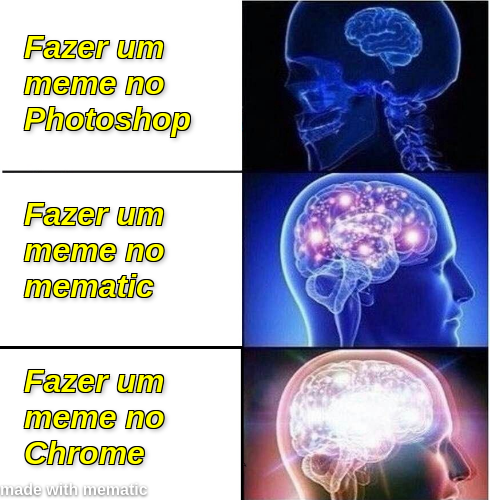 Fazer um
meme no
Photoshop
Fazer um
meme no
mematic
Fazer um
meme no
Chrome
made with mematic